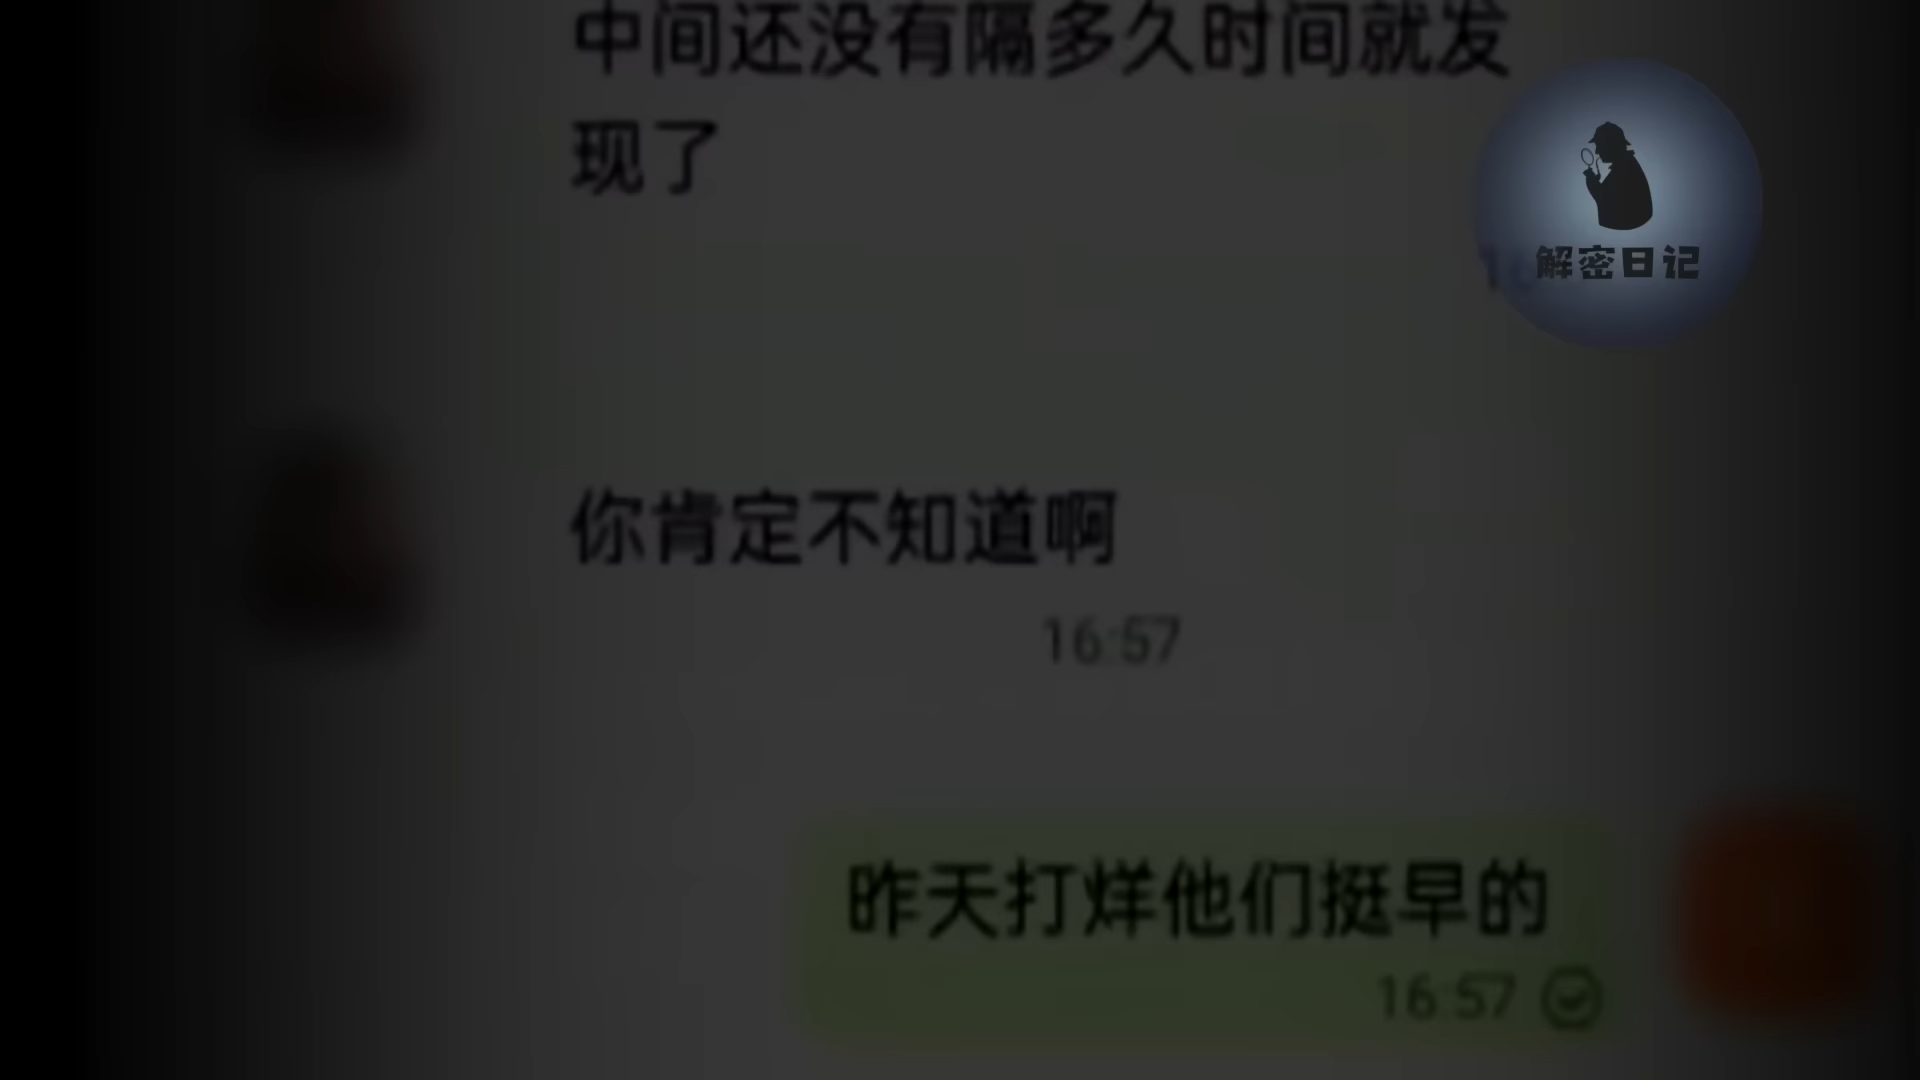 中间还没有隔多久时间就发
现了
解密日记
你肯定不知道啊
16:57
昨天打烊他们挺早的
16:57